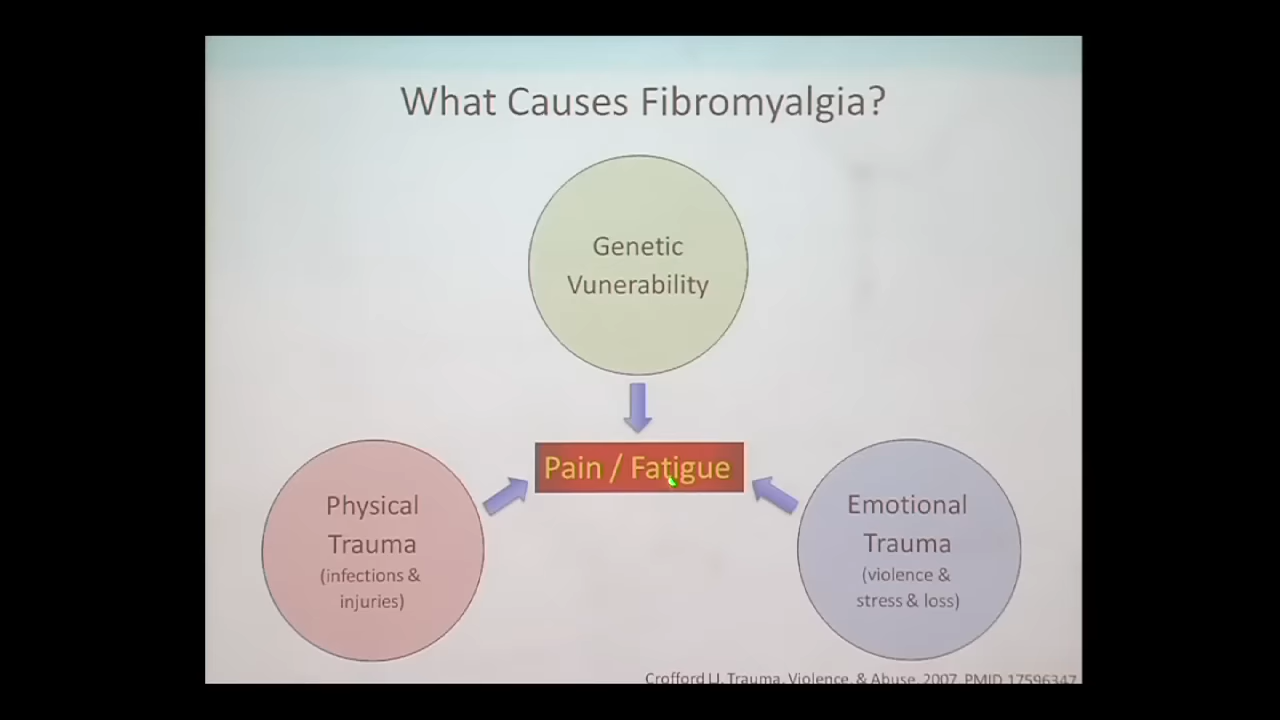 What Causes Fibromyalgia?
Genetic
Vunerability
Pain / Fatigue
Physical
Trauma
(infections &
injuries)
Emotional
Trauma
(violence &
stress & loss)
Crofford LJ, Trauma, Violence, & Abuse, 2007 PMID 17596347